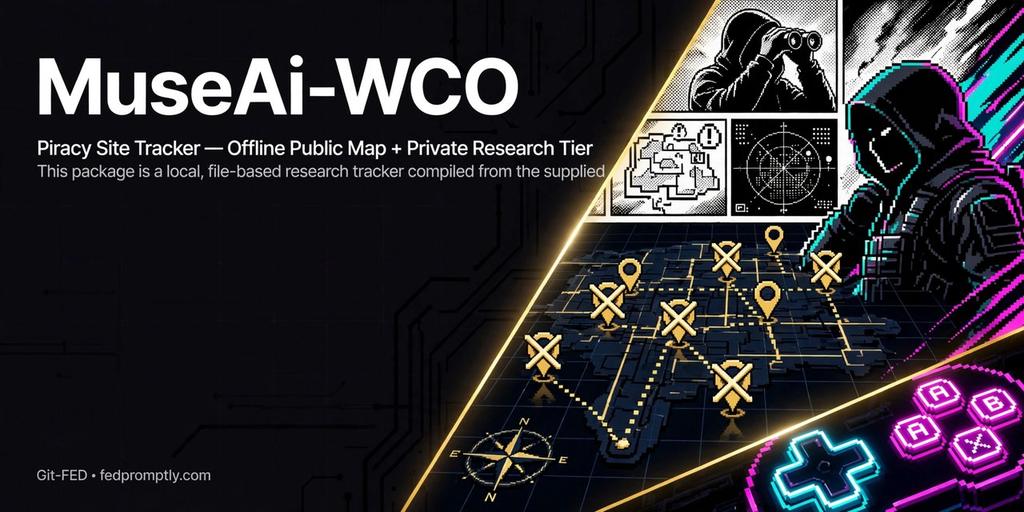 MuseAi-WCO
Piracy Site Tracker — Offline Public Map + Private Research Tier
This package is a local, file-based research tracker compiled from the supplied
Git-FED • fedpromptly.com
N
E
E
N
A
B
A
X